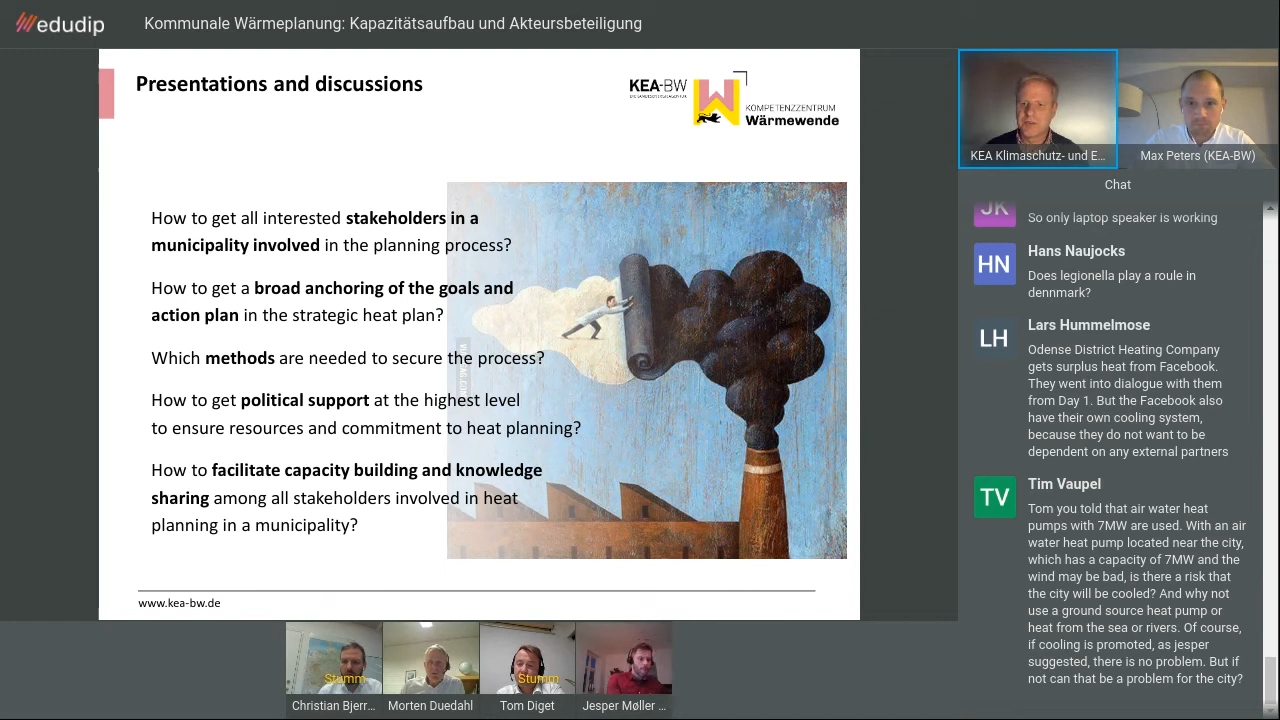 edudip
Kommunale Wärmeplanung: Kapazitätsaufbau und Akteursbeteiligung
Presentations and discussions
KEA-BW
KOMPETENZZENTRUM
Wärmewende
How to get all interested stakeholders in a
municipality involved in the planning process?
How to get a broad anchoring of the goals and
action plan in the strategic heat plan?
Which methods are needed to secure the process?
How to get political support at the highest level
to ensure resources and commitment to heat planning?
How to facilitate capacity building and knowledge
sharing among all stakeholders involved in heat
planning in a municipality?
www.kea-bw.de
KEA Klimaschutz- und E...
Max Peters (KEA-BW)
Chat
JK
So only laptop speaker is working
HN
Hans Naujocks
Does legionella play a roule in
dennmark?
LH
Lars Hummelmose
Odense District Heating Company
gets surplus heat from Facebook.
They went into dialogue with them
from Day 1. But the Facebook also
have their own cooling system,
because they do not want to be
dependent on any external partners
TV
Tim Vaupel
Tom you told that air water heat
pumps with 7MW are used. With an air
water heat pump located near the city,
which has a capacity of 7MW and the
wind may be bad, is there a risk that
the city will be cooled? And why not
use a ground source heat pump or
heat from the sea or rivers. Of course,
if cooling is promoted, as jesper
suggested, there is no problem. But if
not can that be a problem for the city?
Stumm
Stumm
Christian Bjerr...
Morten Duedahl
Tom Diget
Jesper Møller ...